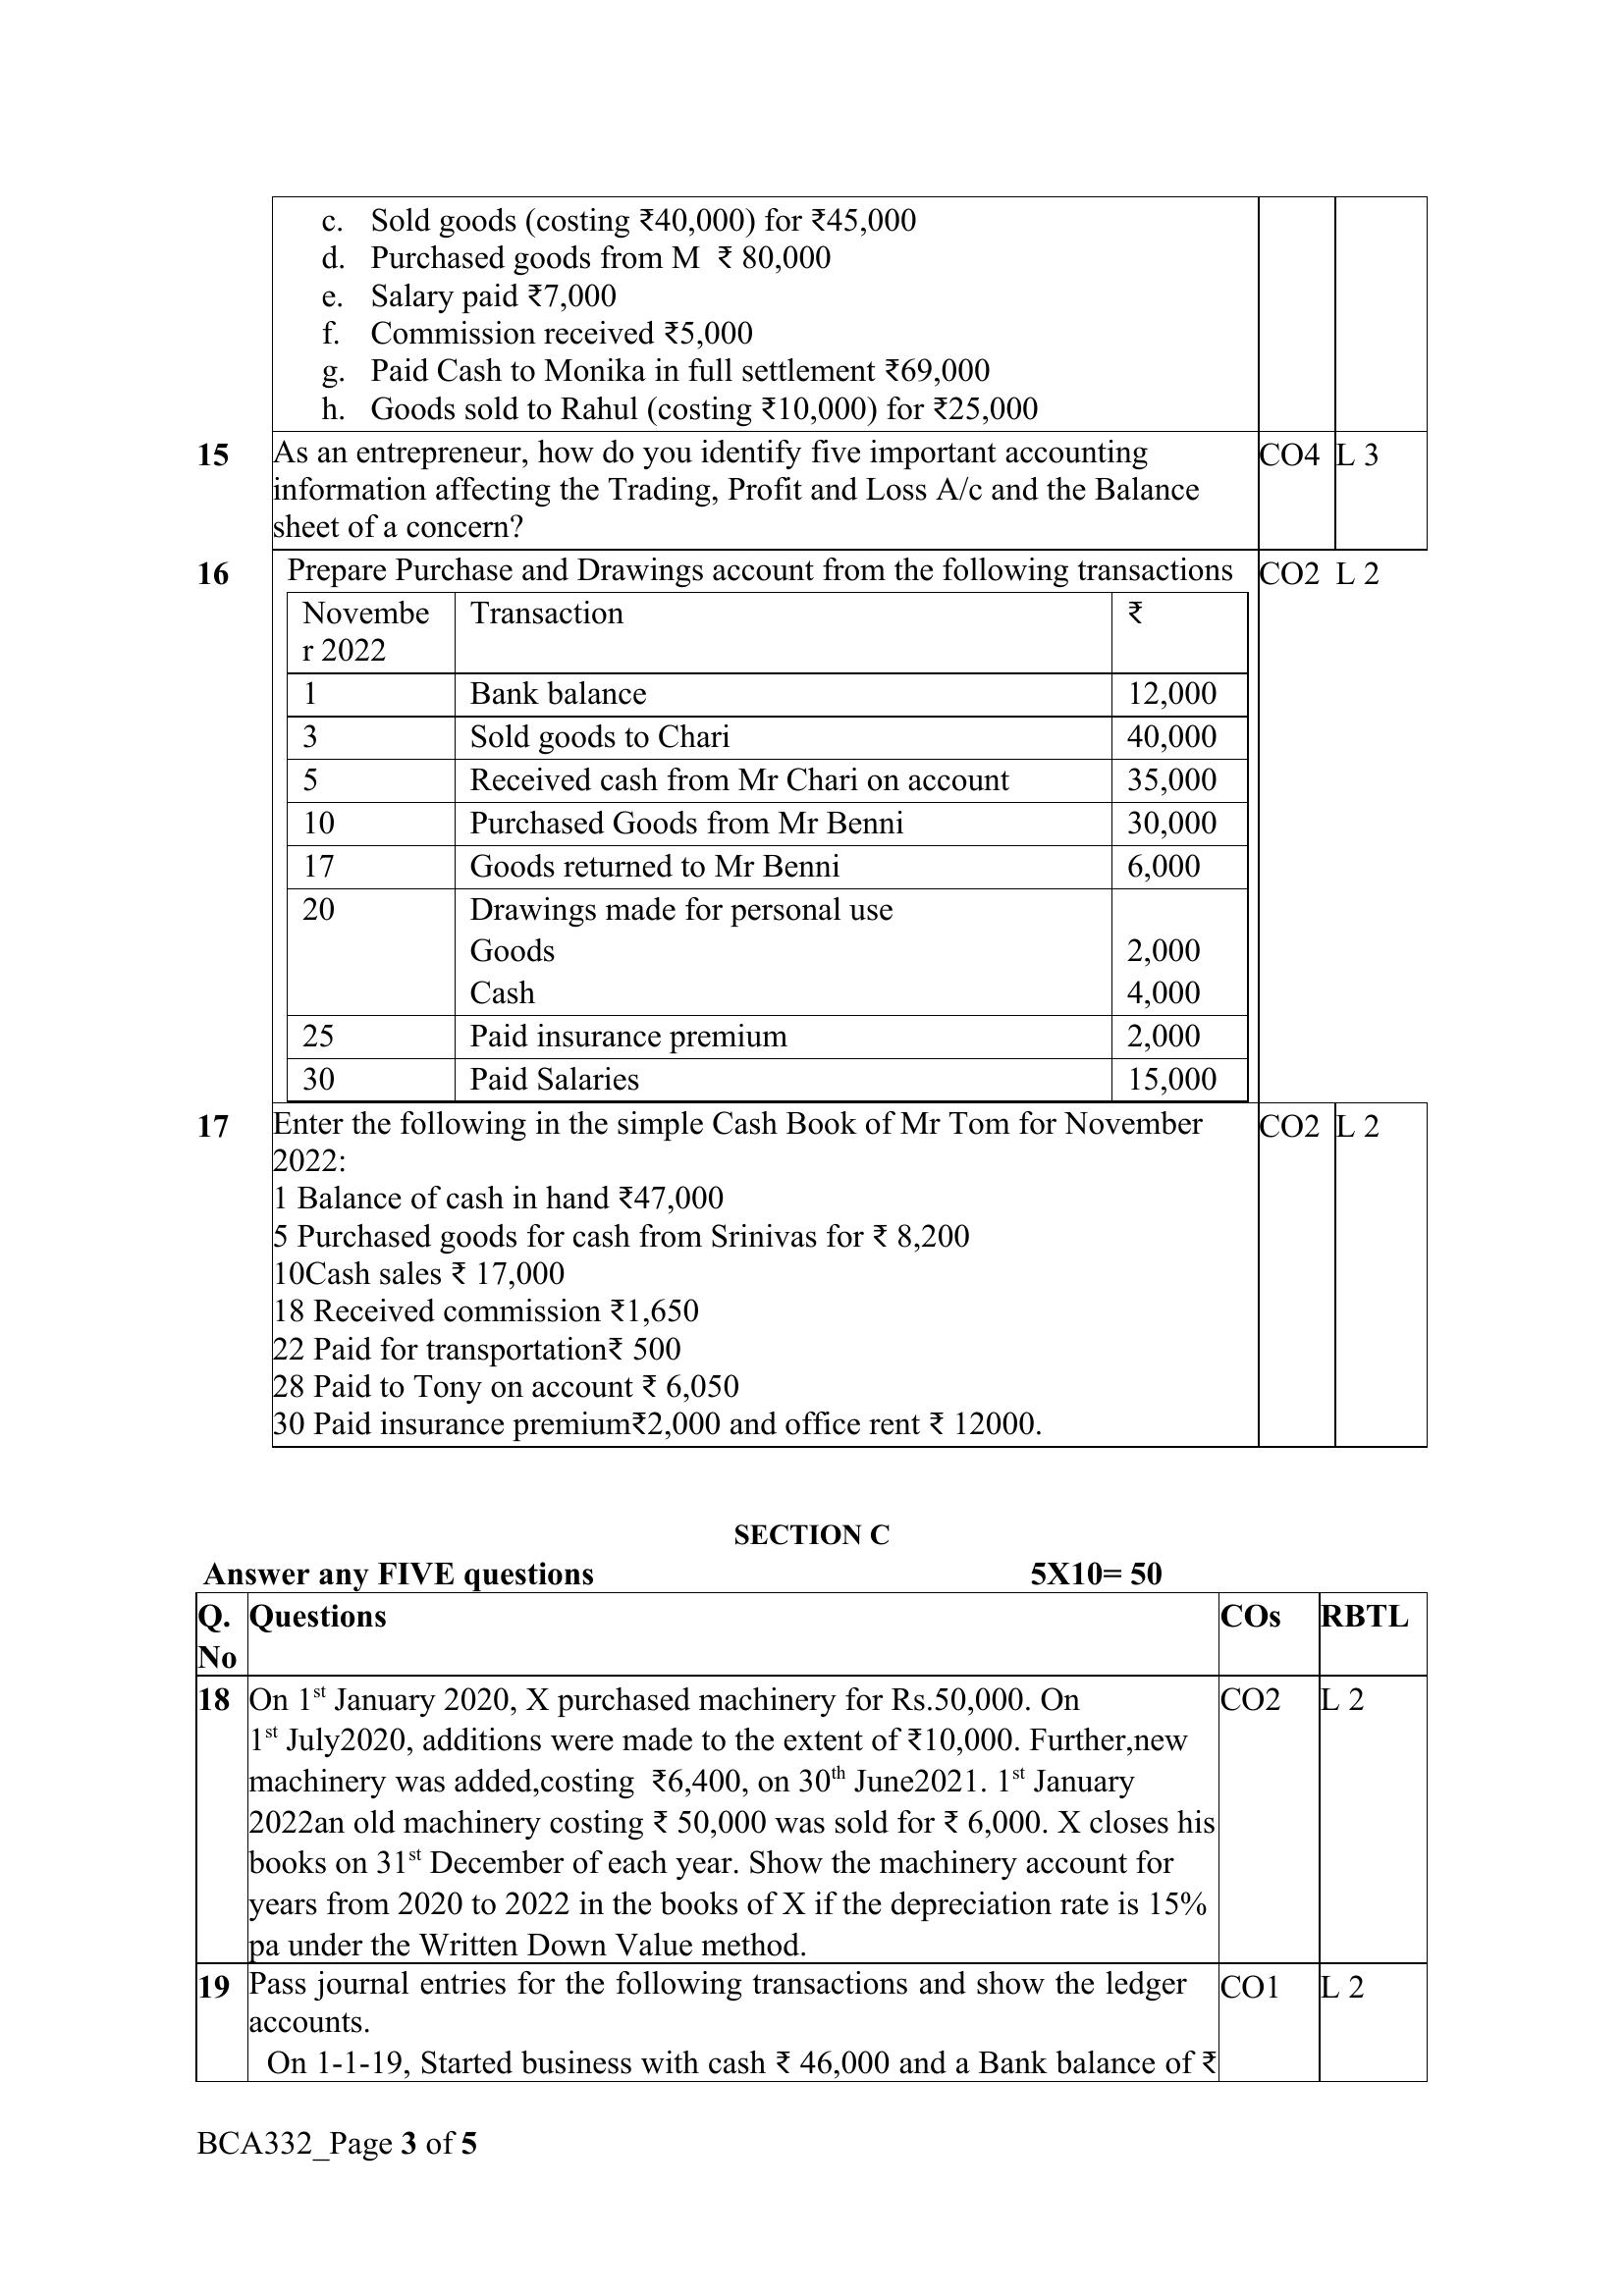 c. Sold goods (costing ₹40,000) for ₹45,000
d. Purchased goods from M ₹ 80,000
e. Salary paid ₹7,000
f. Commission received ₹5,000
g. Paid Cash to Monika in full settlement ₹69,000
h. Goods sold to Rahul (costing ₹10,000) for ₹25,000
15 As an entrepreneur, how do you identify five important accounting CO4 L 3
information affecting the Trading, Profit and Loss A/c and the Balance
sheet of a concern?
16 Prepare Purchase and Drawings account from the following transactions CO2 L 2
Novembe Transaction ₹
r 2022
1 Bank balance 12,000
3 Sold goods to Chari 40,000
5 Received cash from Mr Chari on account 35,000
10 Purchased Goods from Mr Benni 30,000
17 Goods returned to Mr Benni 6,000
20 Drawings made for personal use
Goods 2,000
Cash 4,000
25 Paid insurance premium 2,000
30 Paid Salaries 15,000
17 Enter the following in the simple Cash Book of Mr Tom for November CO2 L 2
2022:
1 Balance of cash in hand ₹47,000
5 Purchased goods for cash from Srinivas for ₹ 8,200
10Cash sales ₹ 17,000
18 Received commission ₹1,650
22 Paid for transportation₹ 500
28 Paid to Tony on account ₹ 6,050
30 Paid insurance premium₹2,000 and office rent ₹ 12000.
SECTION C
Answer any FIVE questions 5X10= 50
Q. Questions COs RBTL
No
18 On 1st January 2020, X purchased machinery for Rs.50,000. On CO2 L 2
1st July2020, additions were made to the extent of ₹10,000. Further,new
machinery was added,costing ₹6,400, on 30th June2021. 1st January
2022an old machinery costing ₹ 50,000 was sold for ₹ 6,000. X closes his
books on 31st December of each year. Show the machinery account for
years from 2020 to 2022 in the books of X if the depreciation rate is 15%
pa under the Written Down Value method.
19 Pass journal entries for the following transactions and show the ledger CO1 L 2
accounts.
On 1-1-19, Started business with cash ₹ 46,000 and a Bank balance of ₹
BCA332_Page 3 of 5